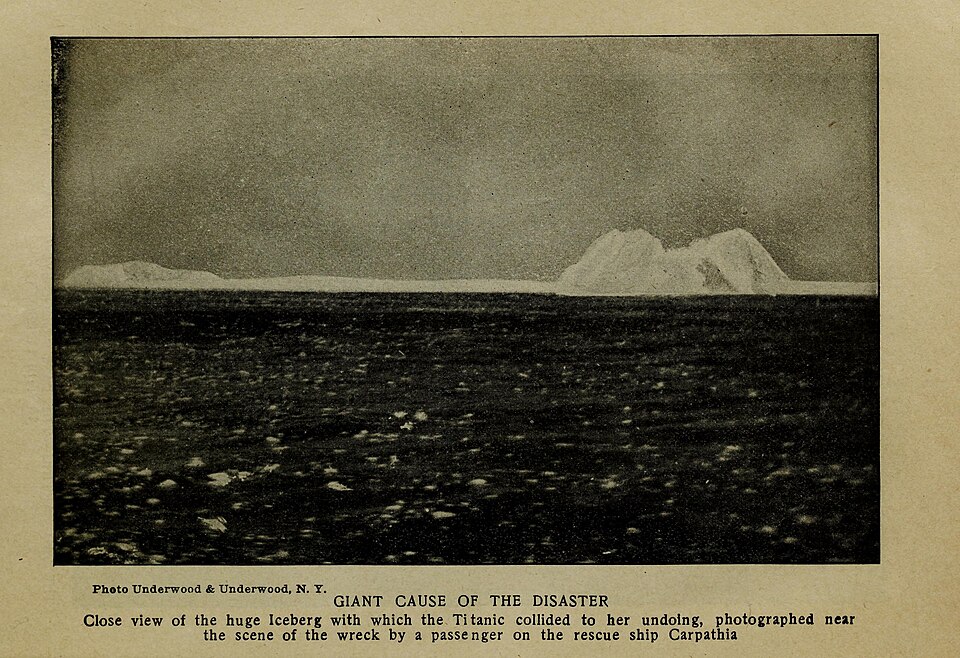 Photo Underwood & Underwood, N. Y.
GIANT CAUSE OF THE DISASTER
Close view of the huge Iceberg with which the Titanic collided to her undoing, photographed near
the scene of the wreck by a passenger on the rescue ship Carpathia